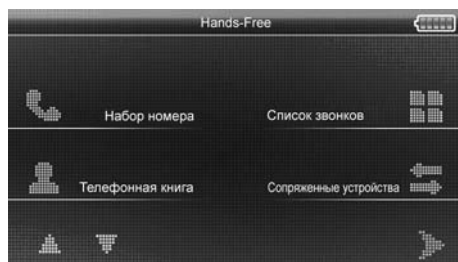 Hands-Free
Набор номера
Список звонков
Телефонная книга
Сопряженные устройства